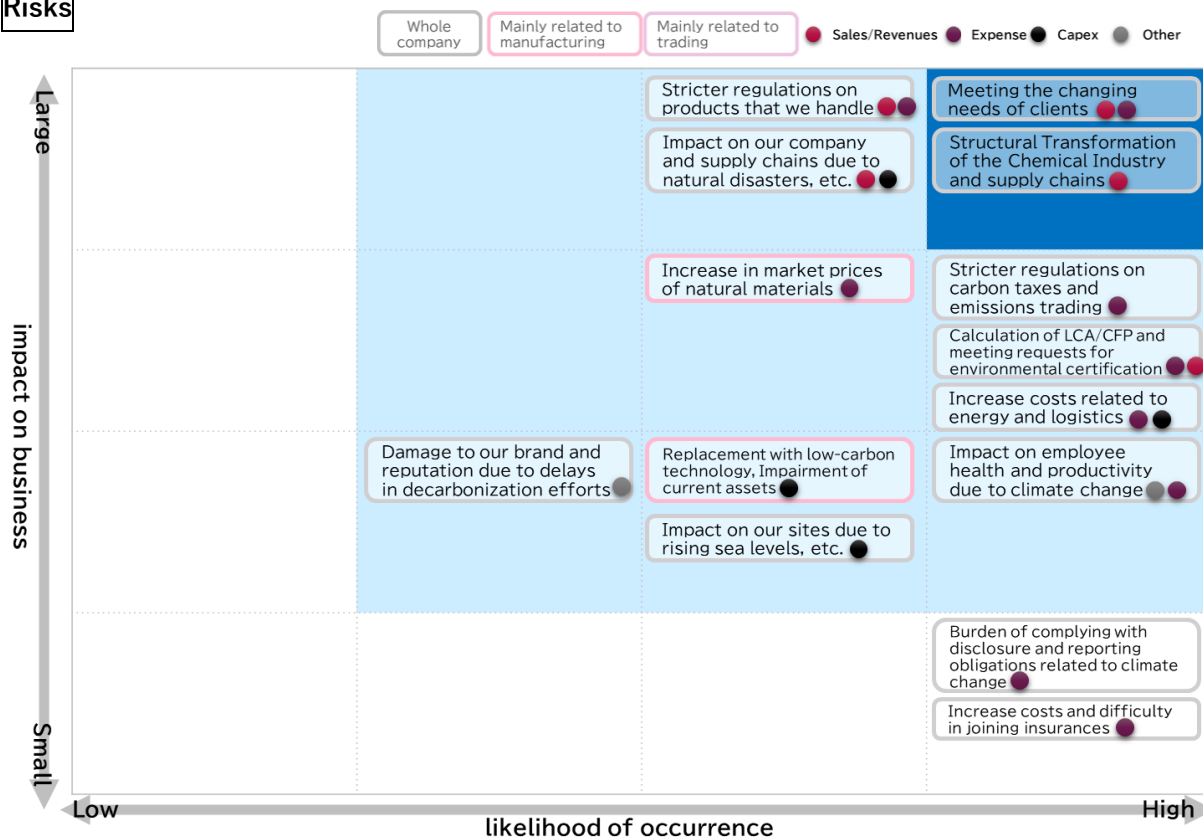 Risks
Whole
company
Mainly related to
manufacturing
Mainly related to
trading
Sales/Revenues
Expense
Capex
Other
Large
impact on business
Small
Stricter regulations on
products that we handle
Impact on our company
and supply chains due to
natural disasters, etc.
Meeting the changing
needs of clients
Structural Transformation
of the Chemical Industry
and supply chains
Increase in market prices
of natural materials
Stricter regulations on
carbon taxes and
emissions trading
Calculation of LCA/CFP and
meeting requests for
environmental certification
Increase costs related to
energy and logistics
Damage to our brand and
reputation due to delays
in decarbonization efforts
Replacement with low-carbon
technology, Impairment of
current assets
Impact on our sites due to
rising sea levels, etc.
Impact on employee
health and productivity
due to climate change
Burden of complying with
disclosure and reporting
obligations related to climate
change
Increase costs and difficulty
in joining insurances
Low
likelihood of occurrence
High